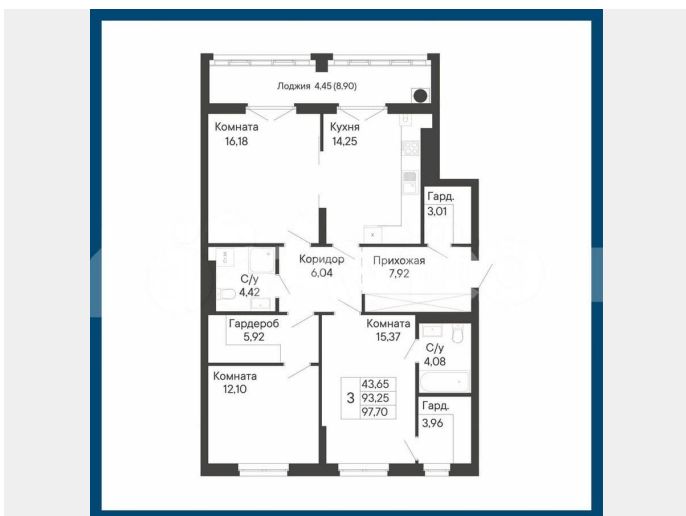 Лоджия 4.45 (8.90)
Комната
16,18
Кухня
14,25
Гард.
3,01
Коридор
6,04
Прихожая
7,92
С/у
4,42
Гардероб
5,92
Комната
15,37
С/у
4,08
Комната
12,10
3
43,65
93,25
97,70
Гард.
3,96